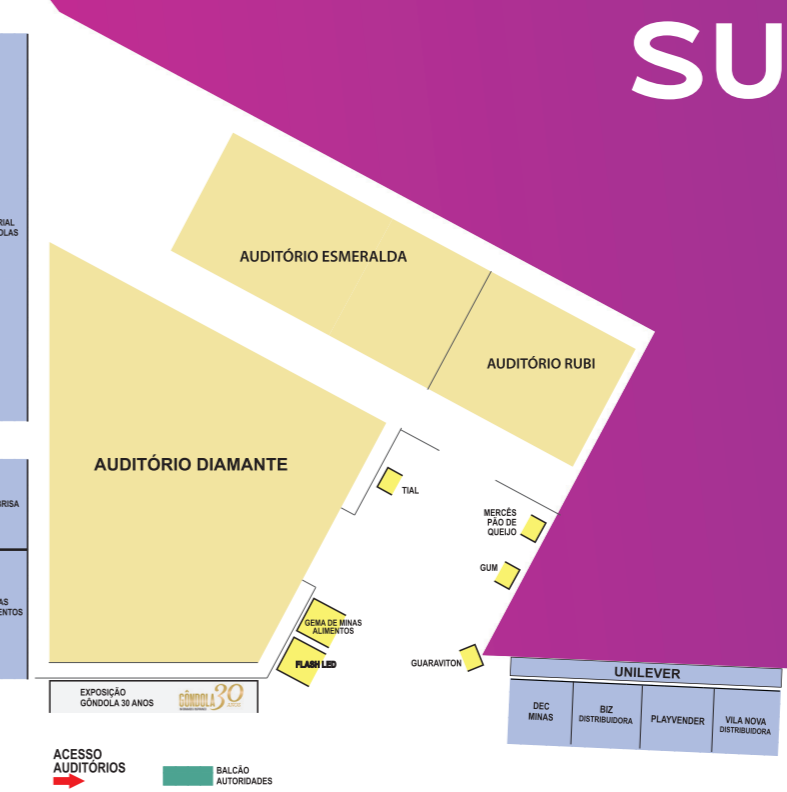 SU
RIAL
OLAS
AUDITÓRIO ESMERALDA
AUDITÓRIO RUBI
AUDITÓRIO DIAMANTE
TIAL
BRISA
MERCÊS
PÃO DE
QUEIJO
GUM
AS
ENTOS
GEMA DE MINAS
ALIMENTOS
FLASH LED
GUARAVITON
UNILEVER
DEC
MINAS
BIZ
DISTRIBUIDORA
PLAYVENDER
VILA NOVA
DISTRIBUIDORA
EXPOSIÇÃO
GÔNDOLA 30 ANOS
GÔNDOLA 30
ACESSO
AUDITÓRIOS
BALCÃO
AUTORIDADES